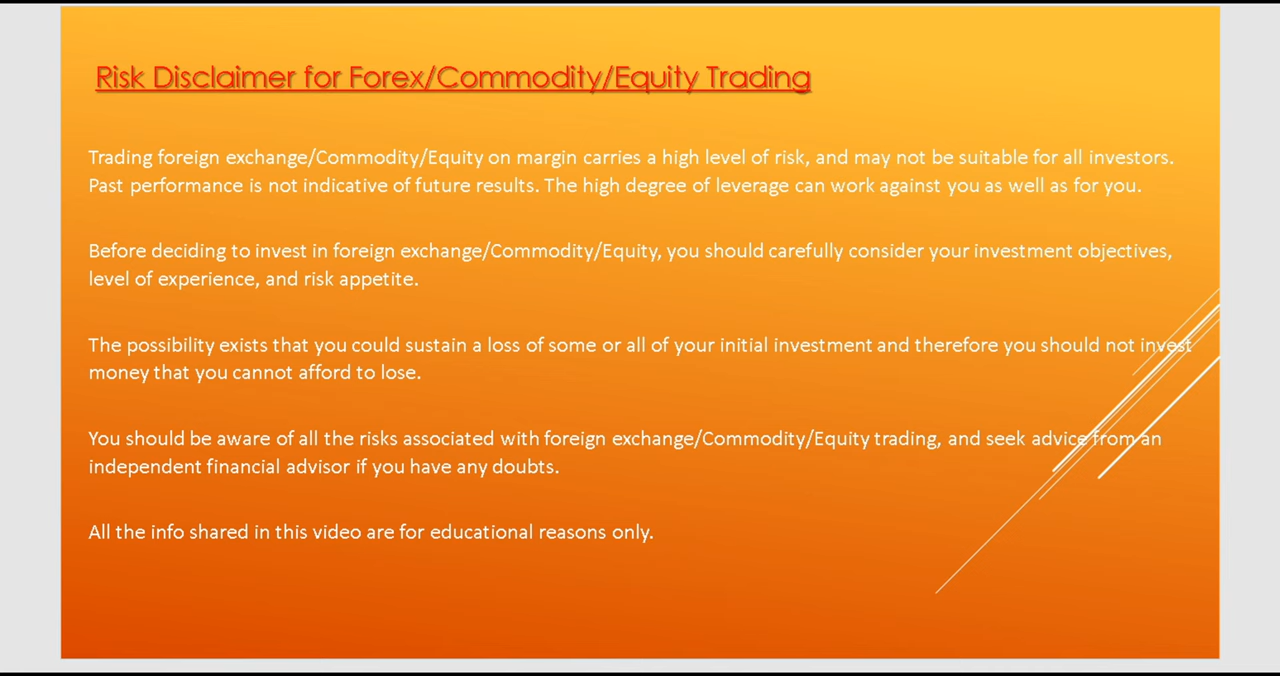 Risk Disclaimer for Forex/Commodity/Equity Trading
Trading foreign exchange/Commodity/Equity on margin carries a high level of risk, and may not be suitable for all investors.
Past performance is not indicative of future results. The high degree of leverage can work against you as well as for you.
Before deciding to invest in foreign exchange/Commodity/Equity, you should carefully consider your investment objectives,
level of experience, and risk appetite.
The possibility exists that you could sustain a loss of some or all of your initial investment and therefore you should not invest
money that you cannot afford to lose.
You should be aware of all the risks associated with foreign exchange/Commodity/Equity trading, and seek advice from an
independent financial advisor if you have any doubts.
All the info shared in this video are for educational reasons only.